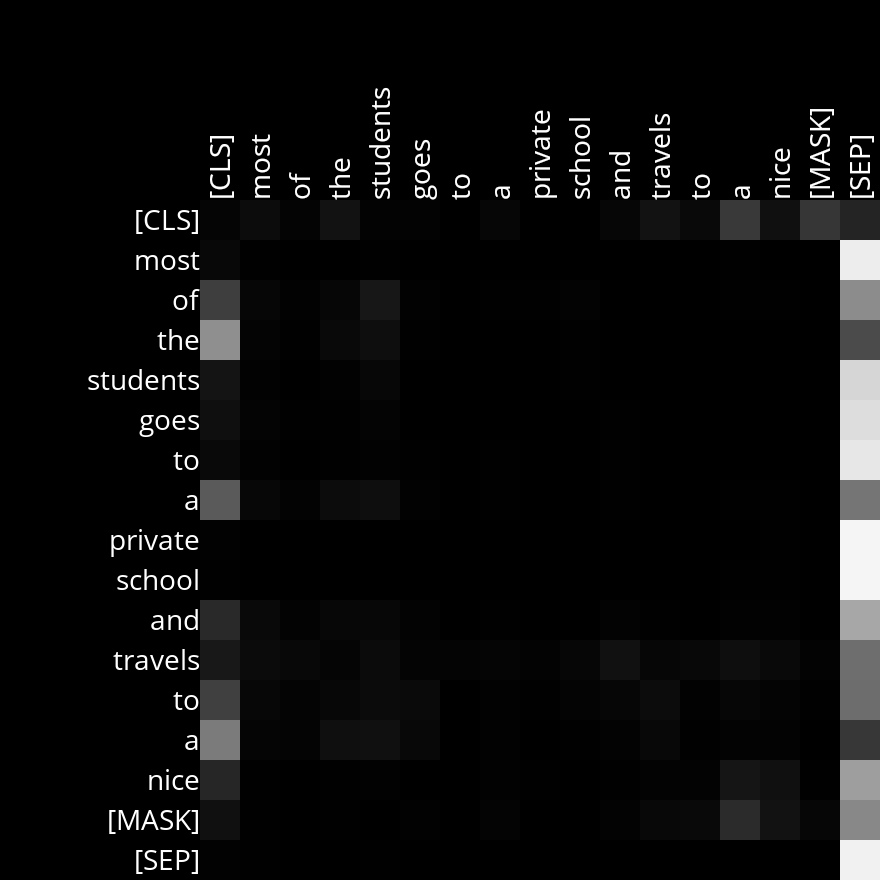 [CLS] most of the students goes to a private school and travels to a nice [MASK] [SEP]
[CLS]
most
of
the
students
goes
to
a
private
school
and
travels
to
a
nice
[MASK]
[SEP]